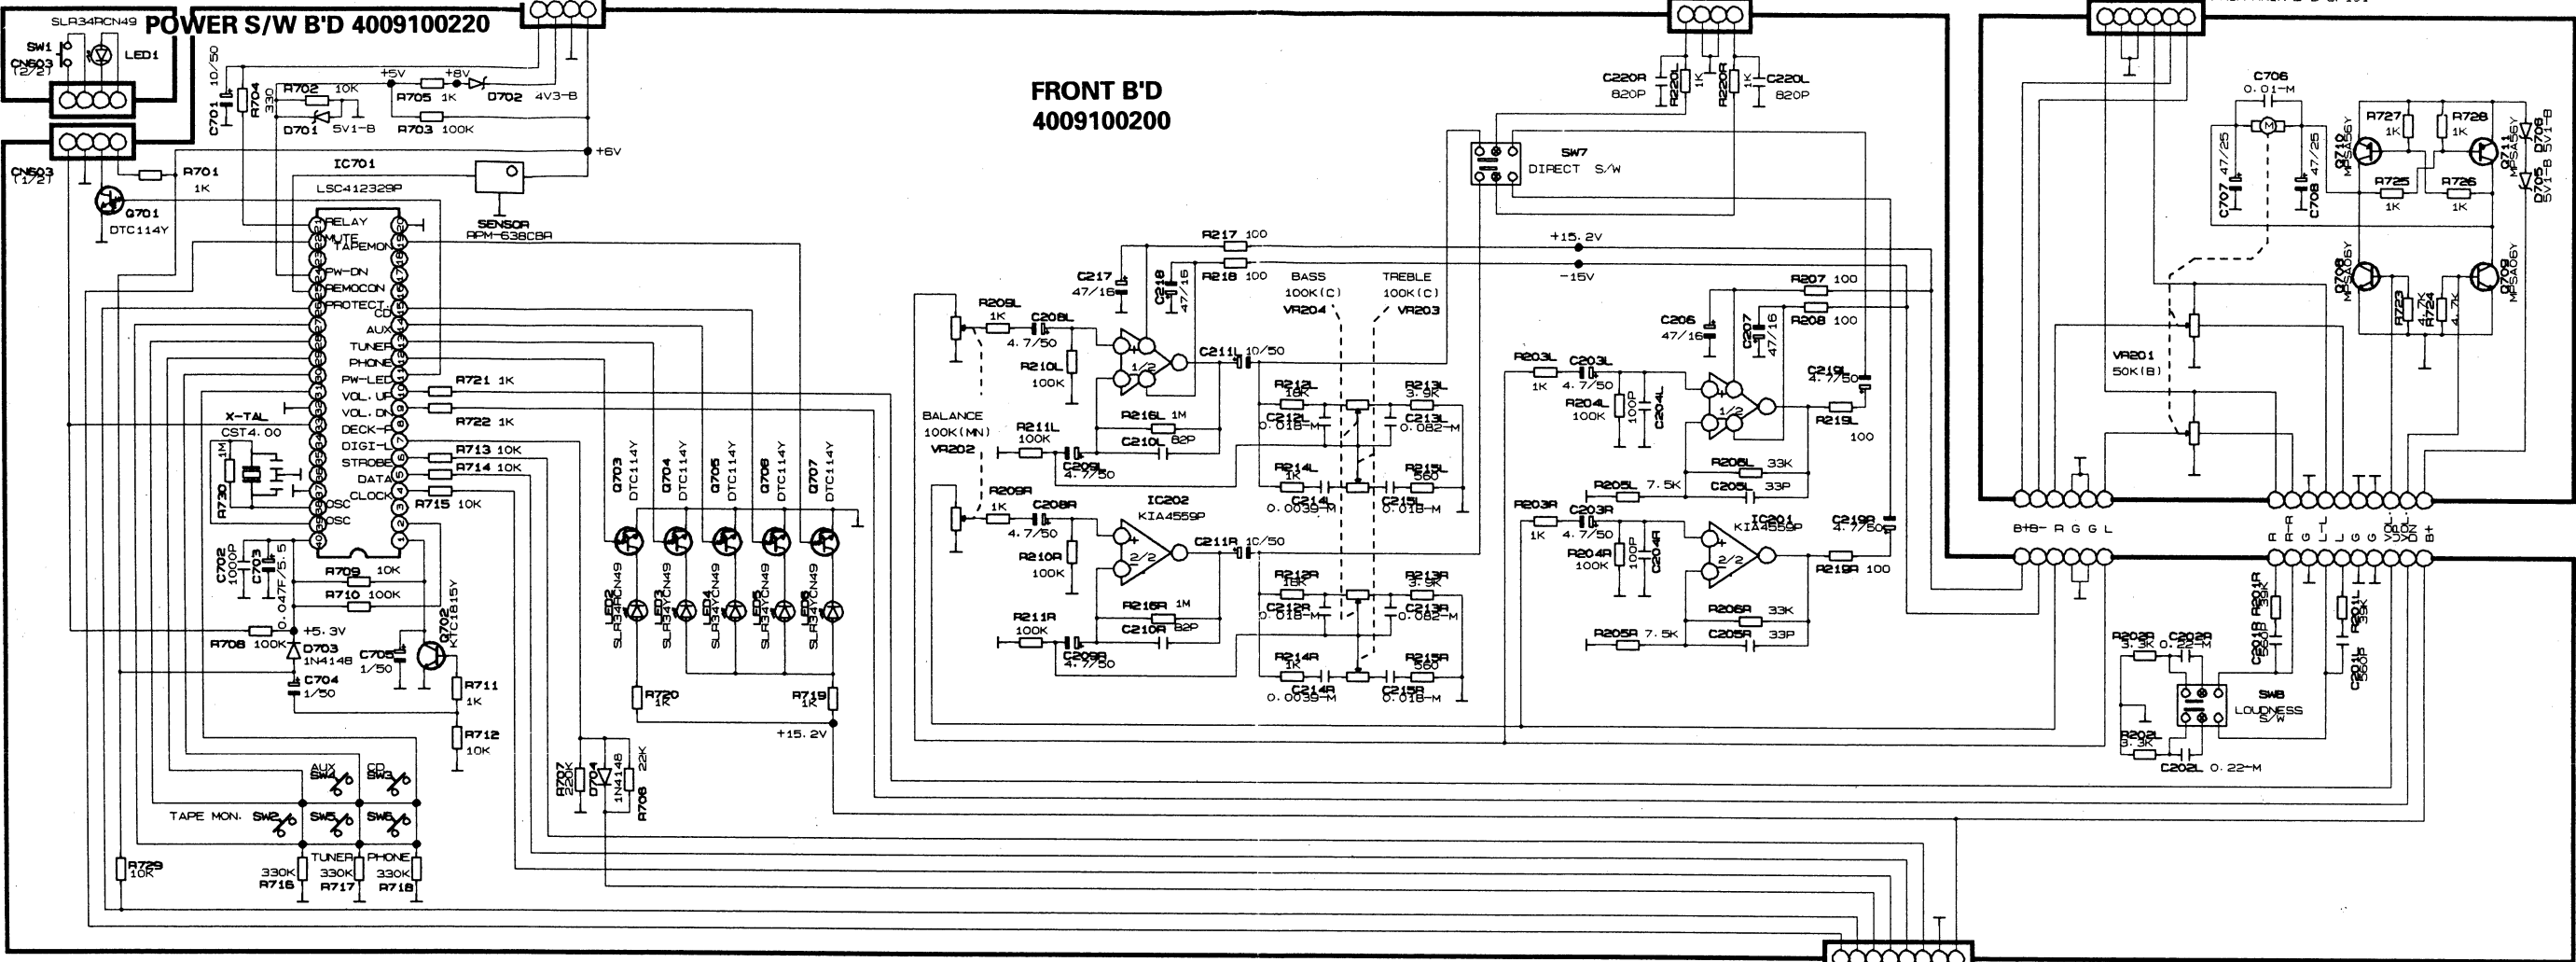 SLR34RCN49
POWER S/W B'D 4009100220
SW1
LED1
CN603
(2/2)
CN603
(1/2)
C701 10/50
R704
330
R702 10K
D701 5V1-B
+5V
+8V
R705 1K
D702 4V3-B
R703 100K
+6V
R701
1K
Q701
DTC114Y
IC701
LSC412329P
SENSOR
RPM-638CBR
RELAY
MUTE
TAPEMON
PW-DN
REMOCON
PROTECT.
CD
AUX
TUNER
PHONE
PW-LED
VOL. UP
VOL. DN
DECK-P
DIGI-L
STROBE
DATA
CLOCK
OSC
OSC
R721 1K
R722 1K
R713 10K
R714 10K
R715 10K
X-TAL
CST4.00
1M
R730
C702
1000P
C703
0.047F/5.5
R709 10K
R710 100K
+5.3V
R708 100K
D703
1N4148
C704
1/50
C705
1/50
Q702
KTC1815Y
R711
1K
R712
10K
Q703
DTC114Y
Q704
DTC114Y
Q705
DTC114Y
Q706
DTC114Y
Q707
DTC114Y
LED2
SLR34RCN49
LED3
SLR34YCN49
LED4
SLR34YCN49
LED5
SLR34YCN49
LED6
SLR34YCN49
R720
1K
R719
1K
+15.2V
R707
220K
D704
1N4148
R706 22K
AUX
SW4
CD
SW3
TAPE MON. SW2
SW5
SW6
TUNER
PHONE
330K
R716
330K
R717
330K
R718
R729
10K
FRONT B'D
4009100200
C220R
820P
R220L
1K
R220R
1K
C220L
820P
SW7
DIRECT S/W
R217 100
R218 100
+15.2V
-15V
C217
47/16
C218
47/16
BASS
100K(C)
VR204
TREBLE
100K(C)
VR203
R209L
1K
C208L
4.7/50
R210L
100K
1/2
C211L 10/50
BALANCE
100K(MN)
VR202
R211L
100K
R216L 1M
82P
C210L
C209L
4.7/50
R212L
18K
C212L
0.018-M
R213L
3.9K
C213L
0.082-M
R214L
1K
C214L
0.0039-M
R215L
560
C215L
0.018-M
R209R
1K
C208R
4.7/50
R210R
100K
IC202
KIA4559P
2/2
C211R 10/50
R211R
100K
R216R 1M
82P
C210R
C209R
4.7/50
R212R
18K
C212R
0.018-M
R213R
3.9K
C213R
0.082-M
R214R
1K
C214R
0.0039-M
R215R
560
C215R
0.018-M
R207 100
R208 100
C206
47/16
C207
47/16
R203L
1K
C203L
4.7/50
R204L
100K
100P
C204L
1/2
C219L
4.7/50
R219L
100
R206L 33K
R205L 7.5K
C205L 33P
R203R
1K
C203R
4.7/50
R204R
100K
100P
C204R
IC201
KIA4559P
2/2
C219R
4.7/50
R219R 100
R206R 33K
R205R 7.5K
C205R 33P
C706
0.01-M
M
C707 47/25
C708 47/25
Q710
MPSA56Y
R727
1K
R728
1K
Q711
MPSA56Y
D706
5V1-B
D705
5V1-B
R725
1K
R726
1K
Q708
MPSA06Y
R723
4.7K
R724
4.7K
Q709
MPSA06Y
VR201
50K(B)
B+ B- R G G L
R R-R G L-L L G G VOL. UP VOL. DN B+
R201R
39K
C201R
560P
R201L
39K
C201L
560P
R202R
3.3K
C202R
0.22-M
SW8
LOUDNESS
S/W
R202L
3.3K
C202L 0.22-M